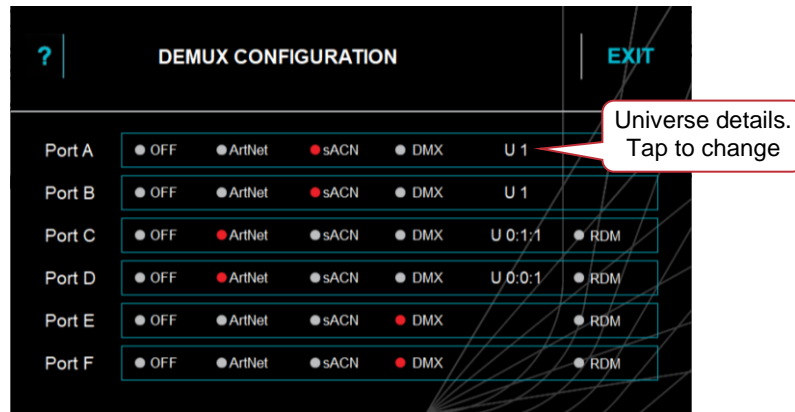 ? DEMUX CONFIGURATION EXIT
Universe details.
Tap to change
Port A OFF ArtNet sACN DMX U 1
Port B OFF ArtNet sACN DMX U 1
Port C OFF ArtNet sACN DMX U 0:1:1 RDM
Port D OFF ArtNet sACN DMX U 0:0:1 RDM
Port E OFF ArtNet sACN DMX RDM
Port F OFF ArtNet sACN DMX RDM